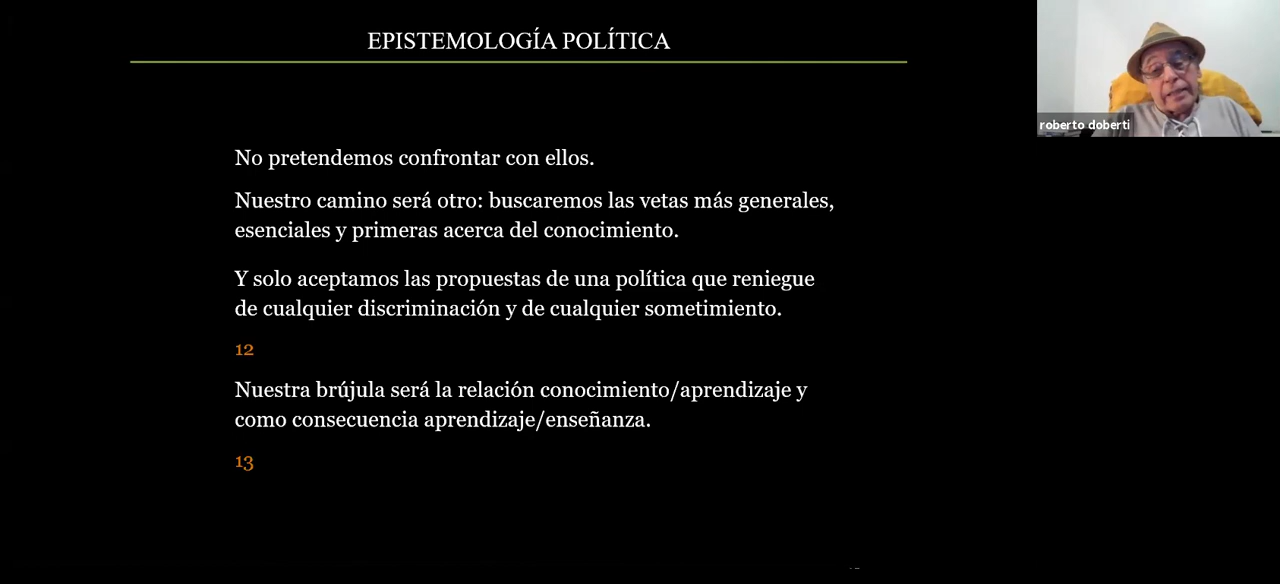 EPISTEMOLOGÍA POLÍTICA
roberto doberti
No pretendemos confrontar con ellos.
Nuestro camino será otro: buscaremos las vetas más generales,
esenciales y primeras acerca del conocimiento.
Y solo aceptamos las propuestas de una política que reniegue
de cualquier discriminación y de cualquier sometimiento.
12
Nuestra brújula será la relación conocimiento/aprendizaje y
como consecuencia aprendizaje/enseñanza.
13